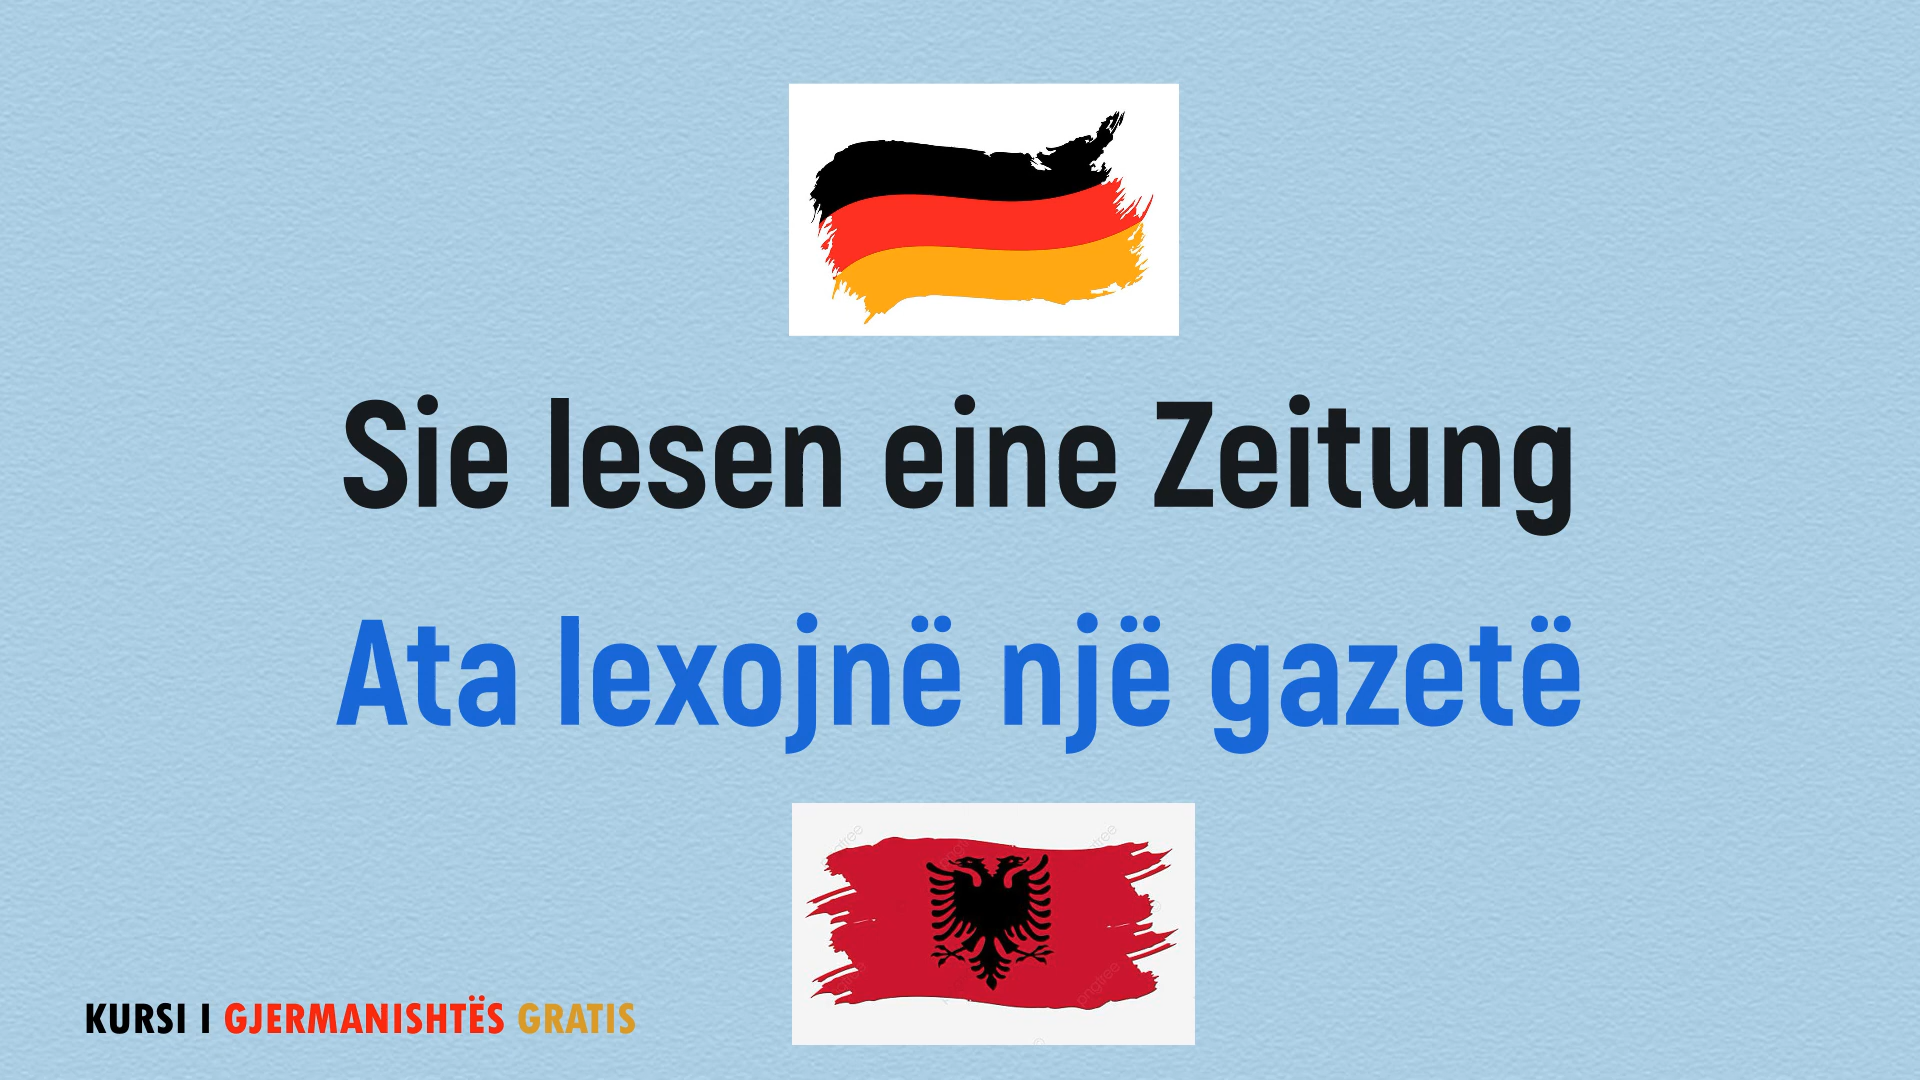 Sie lesen eine Zeitung
Ata lexojnë një gazetë
KURSI I GJERMANISHTËS GRATIS